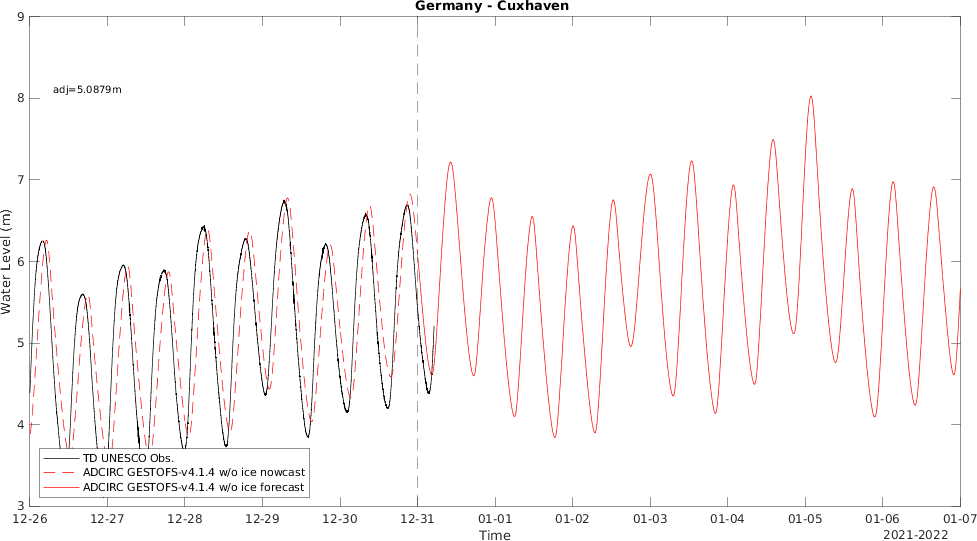 Germany - Cuxhaven
9
8
7
6
5
4
3
Water Level (m)
adj=5.0879m
TD UNESCO Obs.
ADCIRC GESTOFS-v4.1.4 w/o ice nowcast
ADCIRC GESTOFS-v4.1.4 w/o ice forecast
12-26 12-27 12-28 12-29 12-30 12-31 01-01 01-02 01-03 01-04 01-05 01-06 01-07
Time
2021-2022